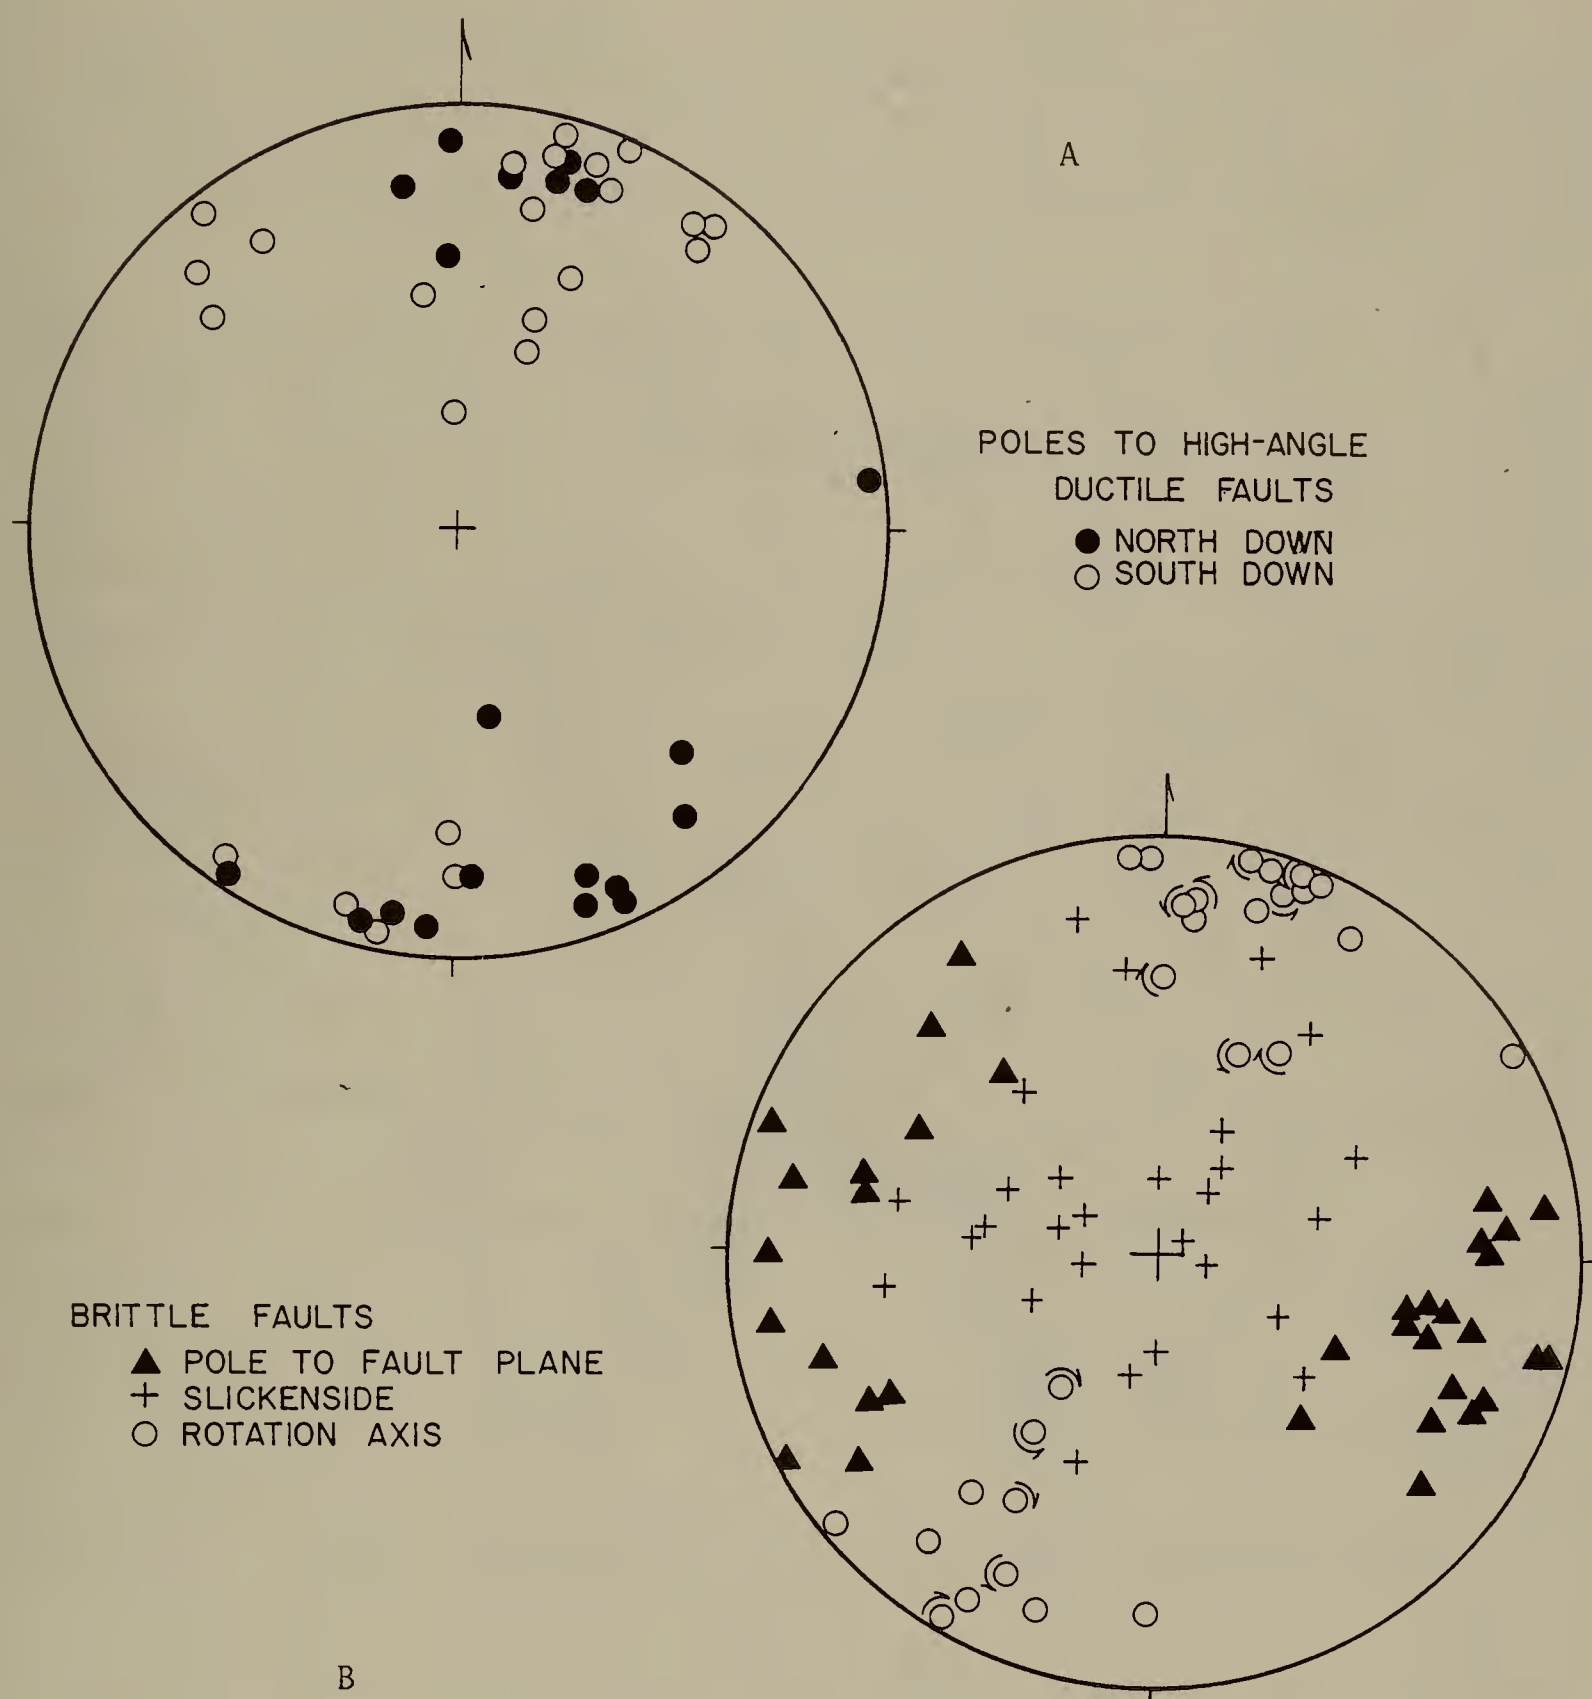 A
POLES TO HIGH-ANGLE
DUCTILE FAULTS
NORTH DOWN
SOUTH DOWN
BRITTLE FAULTS
POLE TO FAULT PLANE
SLICKENSIDE
ROTATION AXIS
B